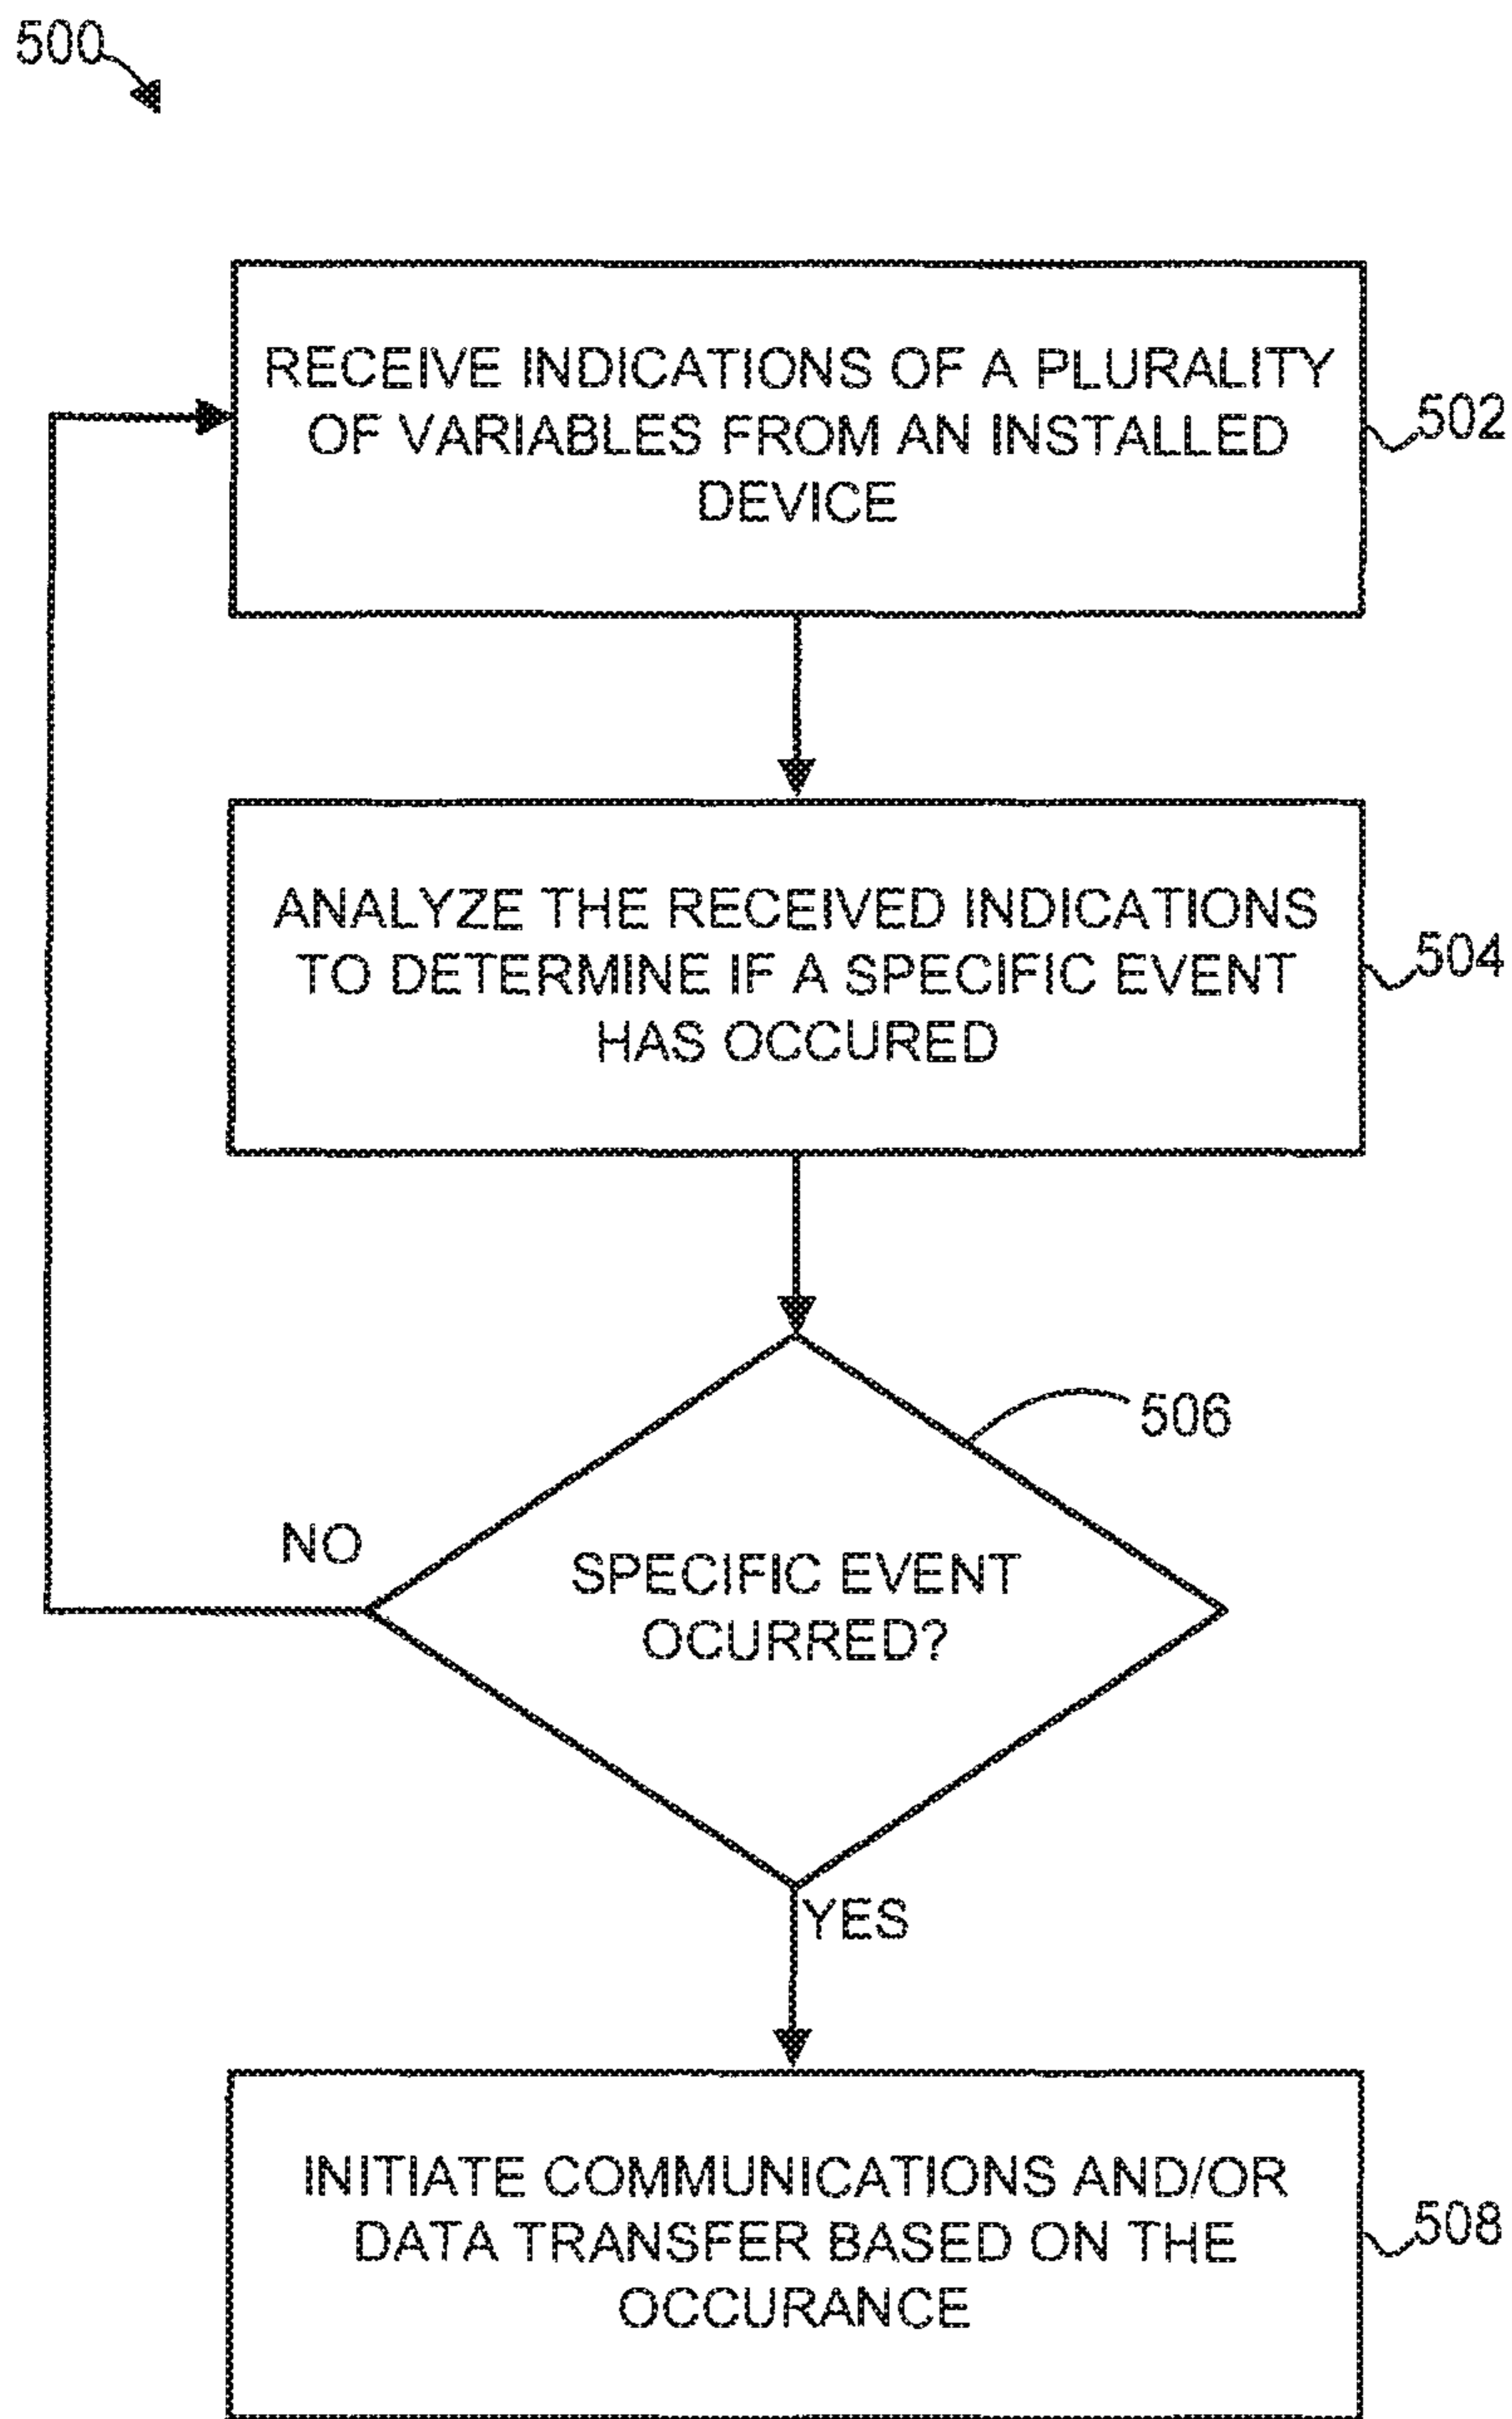 500
RECEIVE INDICATIONS OF A PLURALITY
OF VARIABLES FROM AN INSTALLED
DEVICE
502
ANALYZE THE RECEIVED INDICATIONS
TO DETERMINE IF A SPECIFIC EVENT
HAS OCCURED
504
506
NO
SPECIFIC EVENT
OCURRED?
YES
INITIATE COMMUNICATIONS AND/OR
DATA TRANSFER BASED ON THE
OCCURANCE
508